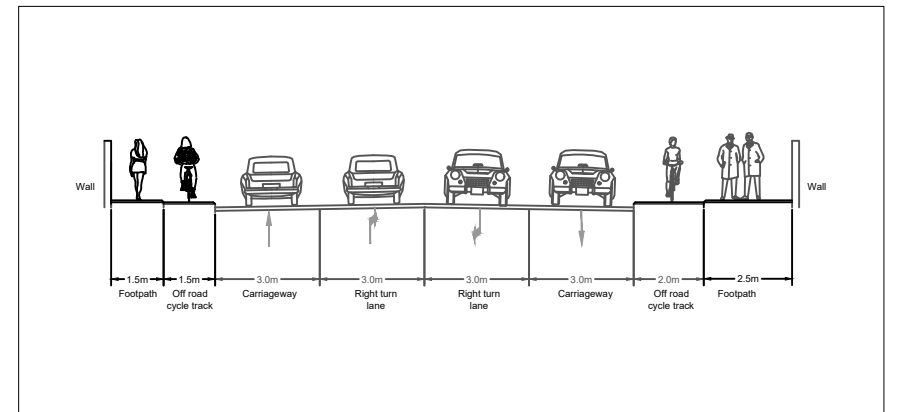 Wall
Wall
1.5m
1.5m
3.0m
3.0m
3.0m
3.0m
2.0m
2.5m
Footpath
Off road
cycle track
Carriageway
Right turn
lane
Right turn
lane
Carriageway
Off road
cycle track
Footpath